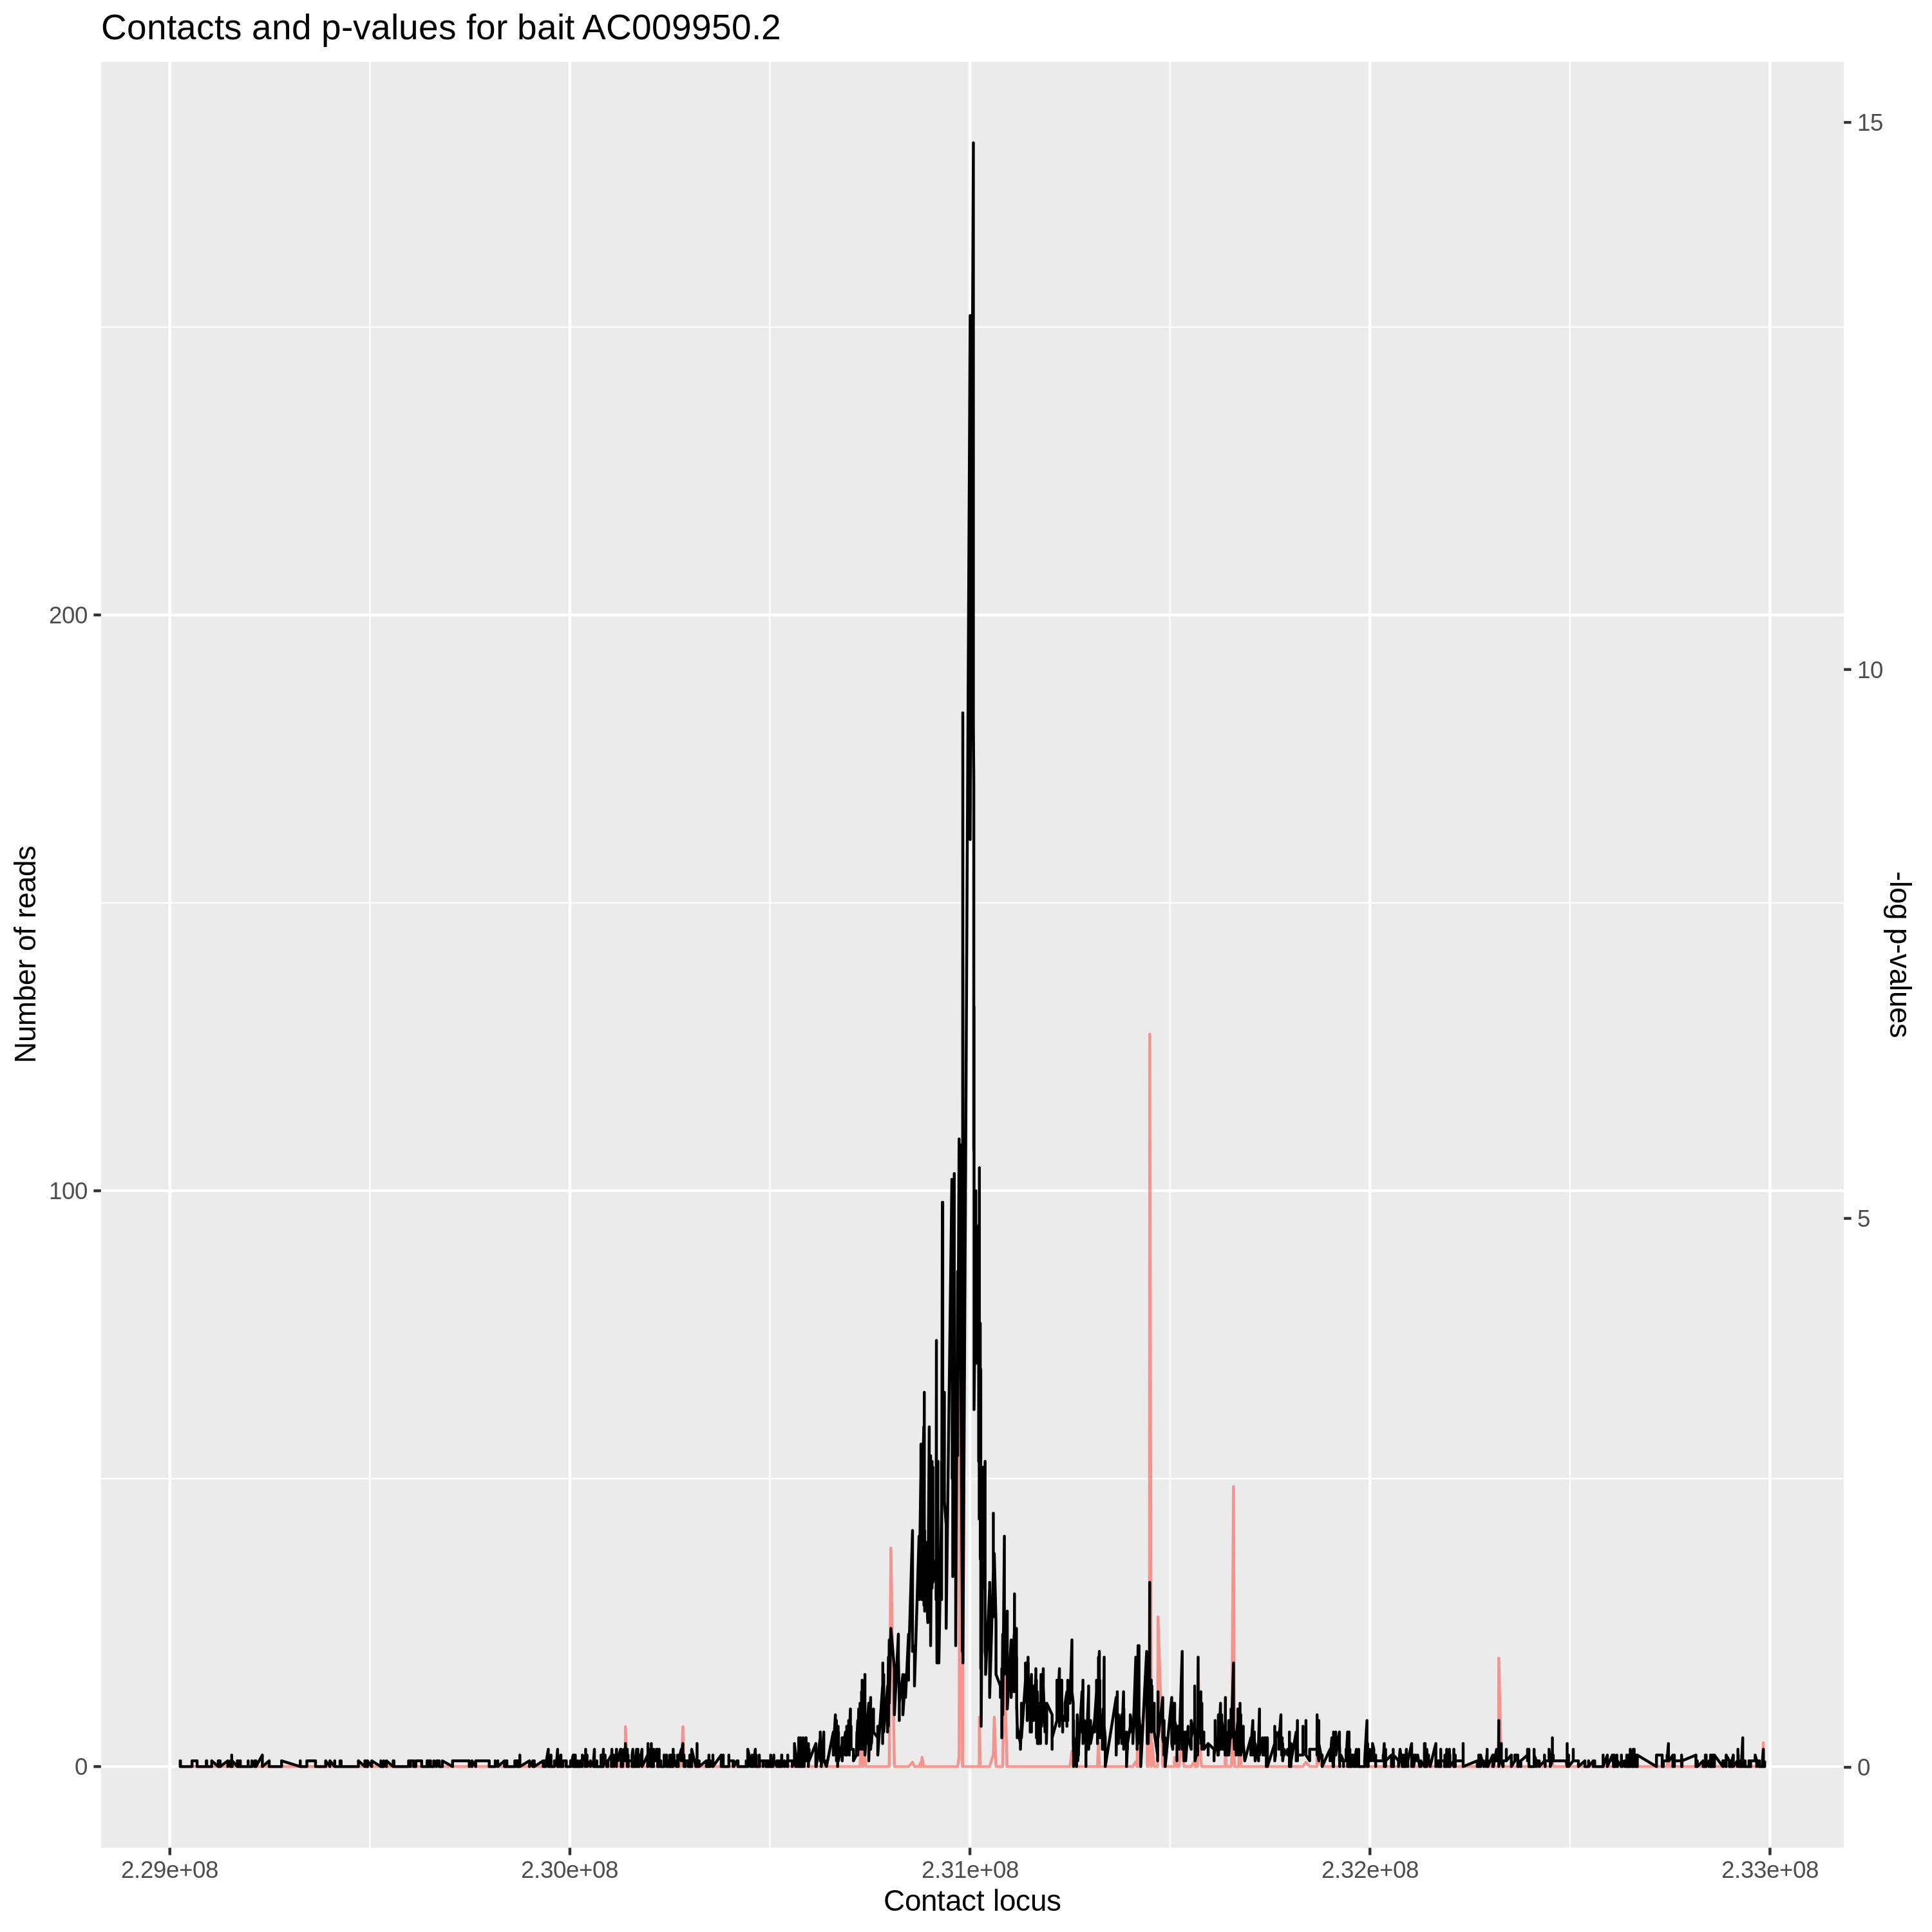 Contacts and p-values for bait AC009950.2
Number of reads
200
100
0
15
10
5
0
-log p-values
2.29e+08
2.30e+08
2.31e+08
2.32e+08
2.33e+08
Contact locus